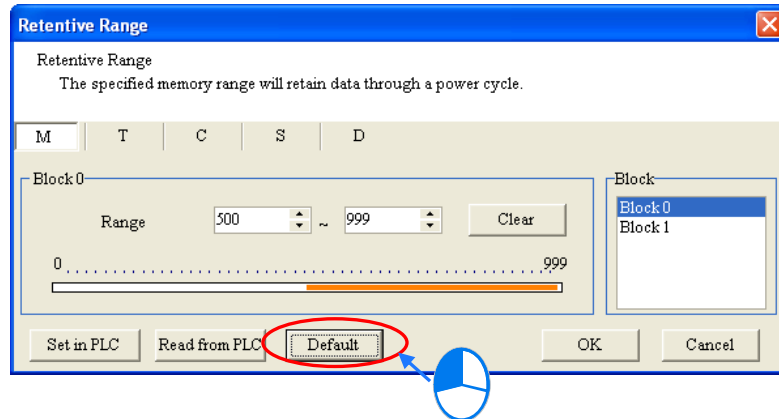 Retentive Range
Retentive Range
The specified memory range will retain data through a power cycle.
M T C S D
Block 0 Block
Range 500 ~ 999 Clear
Block 0
Block 1
0 999
Set in PLC Read from PLC Default OK Cancel